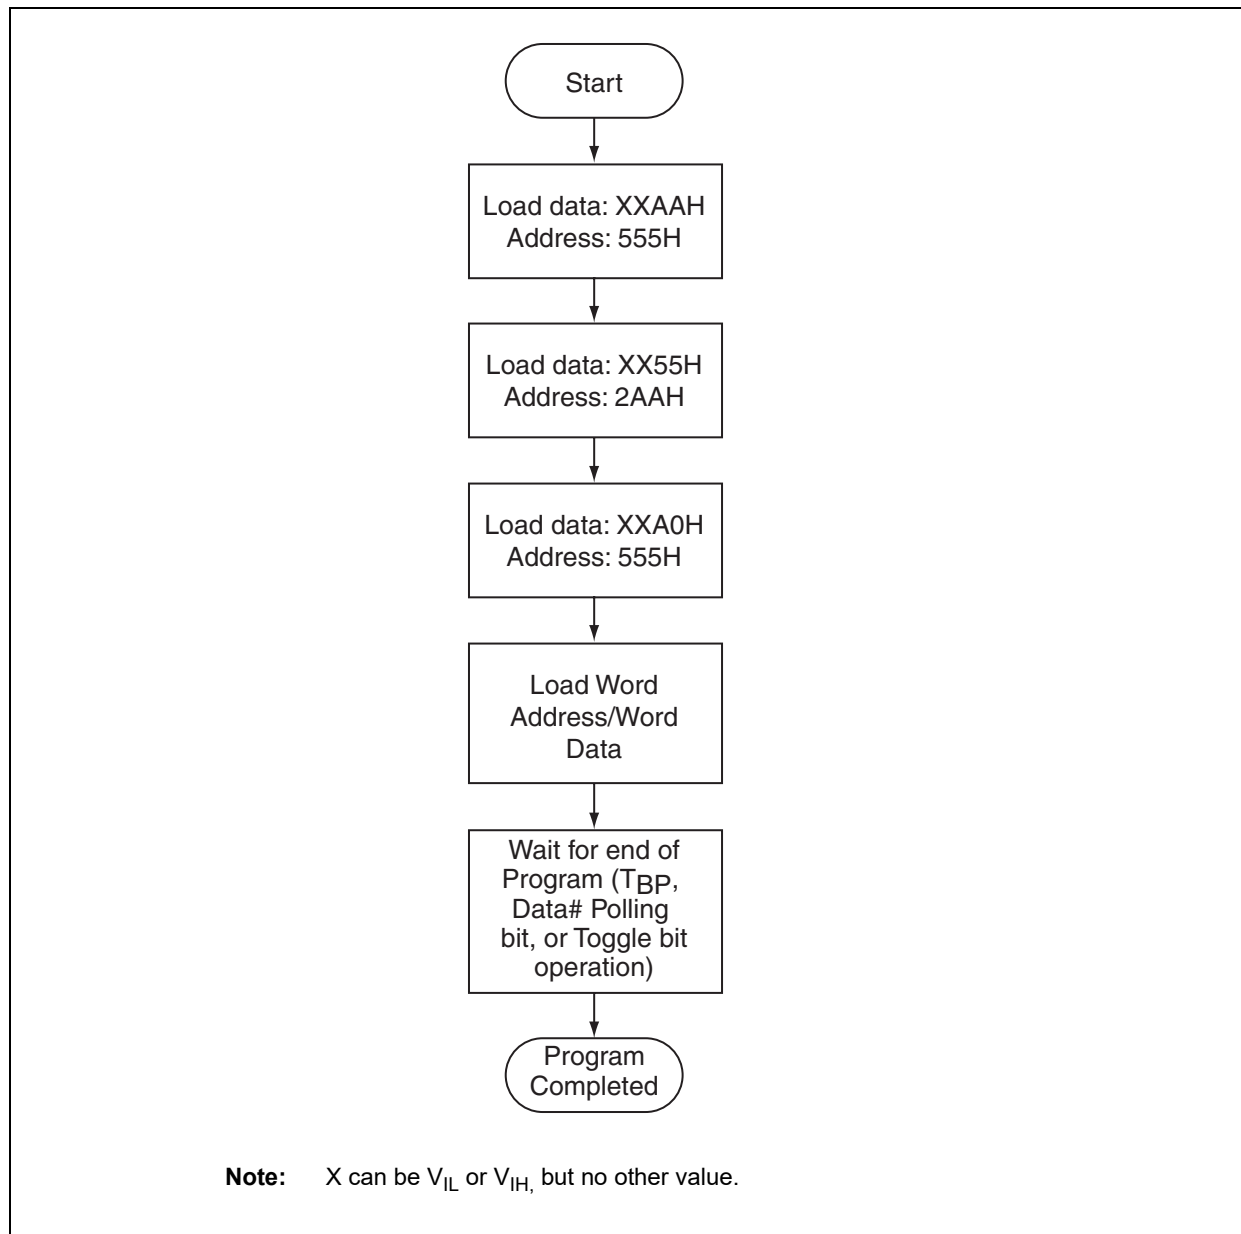 Start
Load data: XXAAH
Address: 555H
Load data: XX55H
Address: 2AAH
Load data: XXA0H
Address: 555H
Load Word
Address/Word
Data
Wait for end of
Program (TBP,
Data# Polling
bit, or Toggle bit
operation)
Program
Completed
Note: X can be VIL or VIH, but no other value.